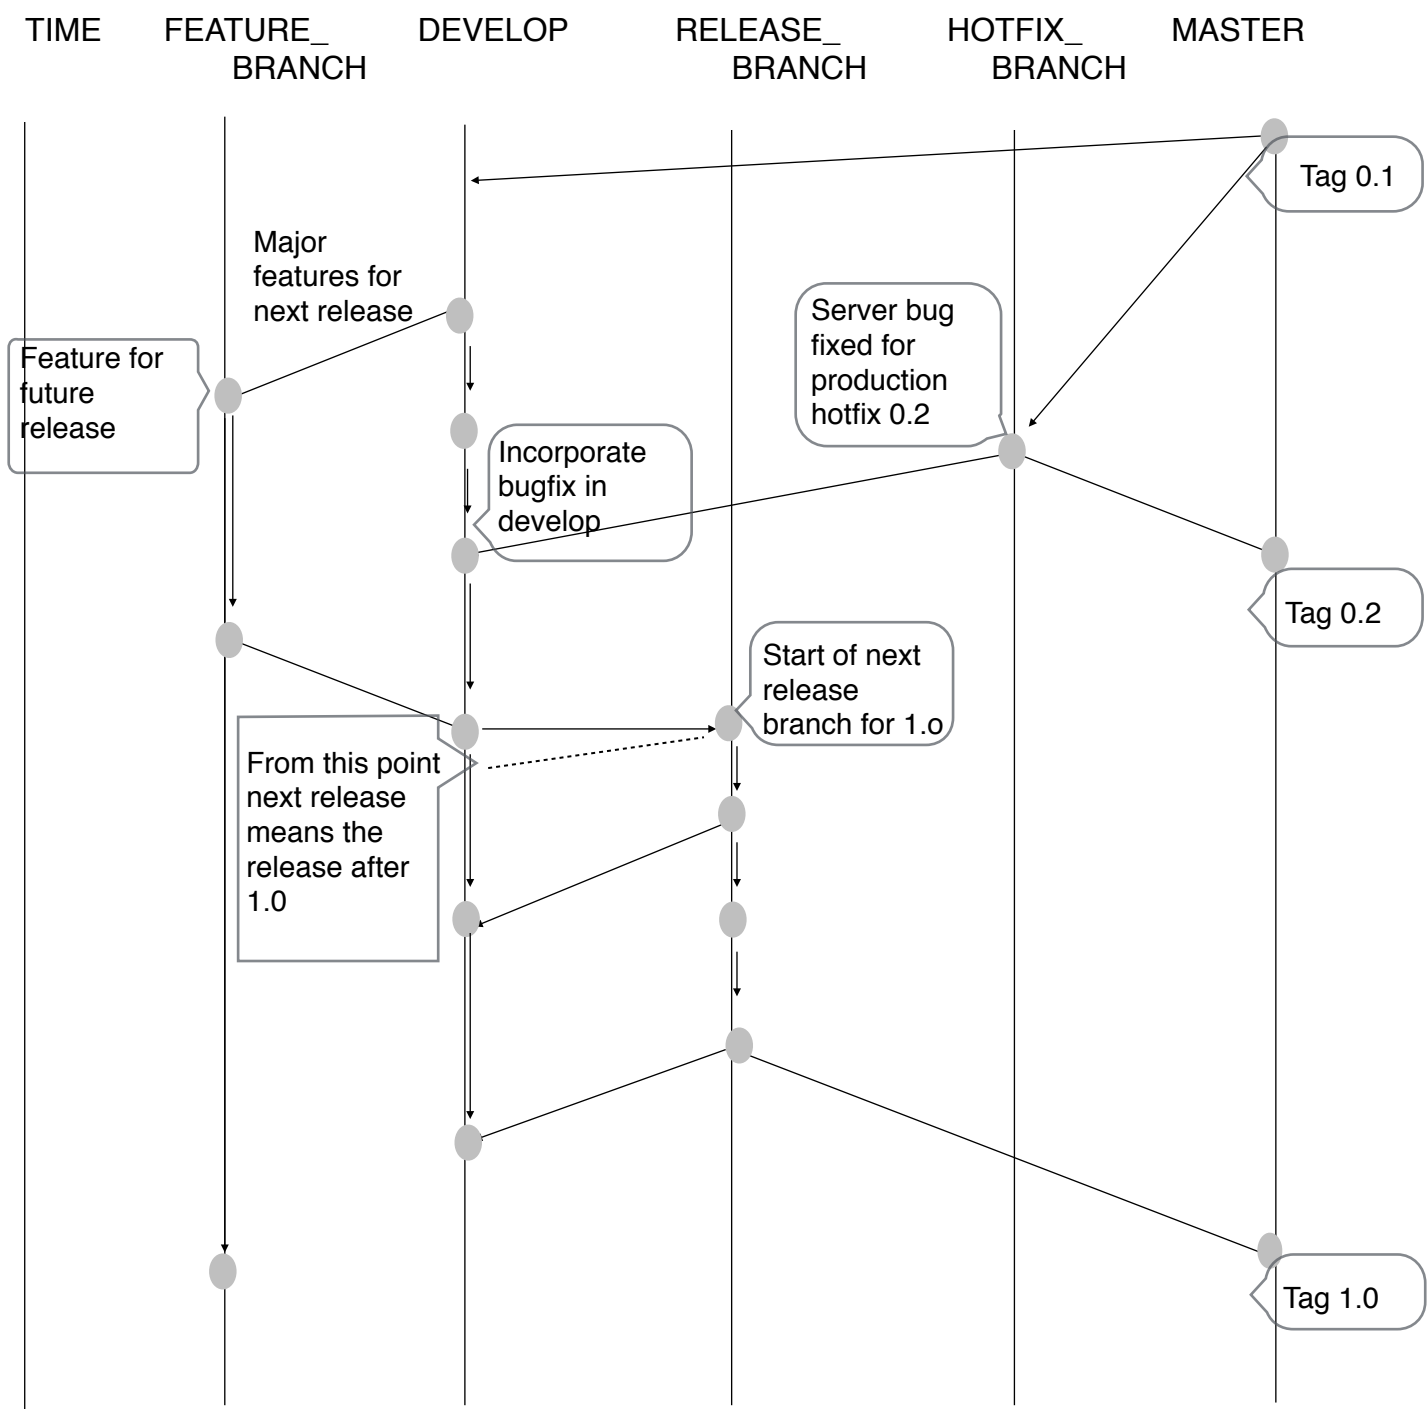 TIME
FEATURE_
BRANCH
DEVELOP
RELEASE_
BRANCH
HOTFIX_
BRANCH
MASTER
Tag 0.1
Major
features for
next release
Server bug
fixed for
production
hotfix 0.2
Feature for
future
release
Incorporate
bugfix in
develop
Tag 0.2
Start of next
release
branch for 1.o
From this point
next release
means the
release after
1.0
Tag 1.0